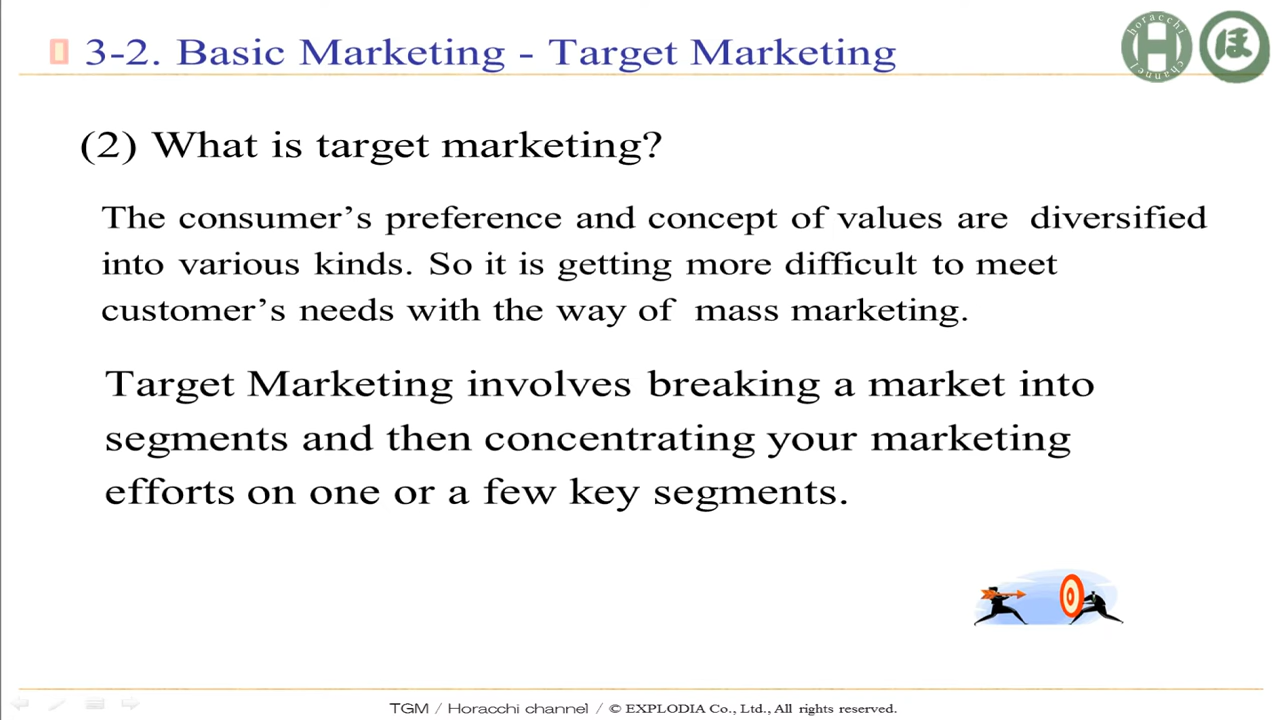 3-2. Basic Marketing - Target Marketing
horacchi
H
channel
ほ
(2) What is target marketing?
The consumer’s preference and concept of values are diversified
into various kinds. So it is getting more difficult to meet
customer’s needs with the way of mass marketing.
Target Marketing involves breaking a market into
segments and then concentrating your marketing
efforts on one or a few key segments.
TGM / Horacchi channel / © EXPLODIA Co., Ltd., All rights reserved.